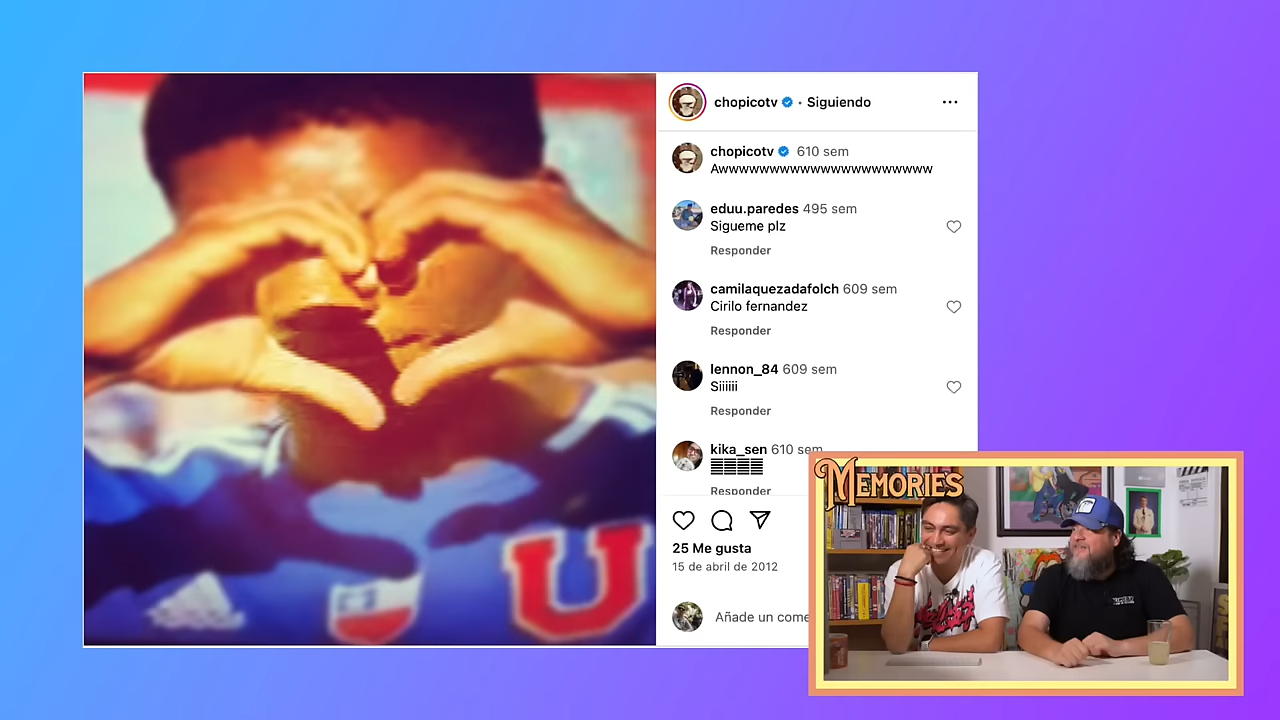 chopicotv • Siguiendo
chopicotv 610 sem
Awwwwwwwwwwwwwwwwwwwwww
eduu.paredes 495 sem
Sigueme plz
Responder
camilaquezadafolch 609 sem
Cirilo fernandez
Responder
lennon_84 609 sem
Siiiiii
Responder
kika_sen 610 sem
Responder
25 Me gusta
15 de abril de 2012
Añade un come
U
MEMORIES